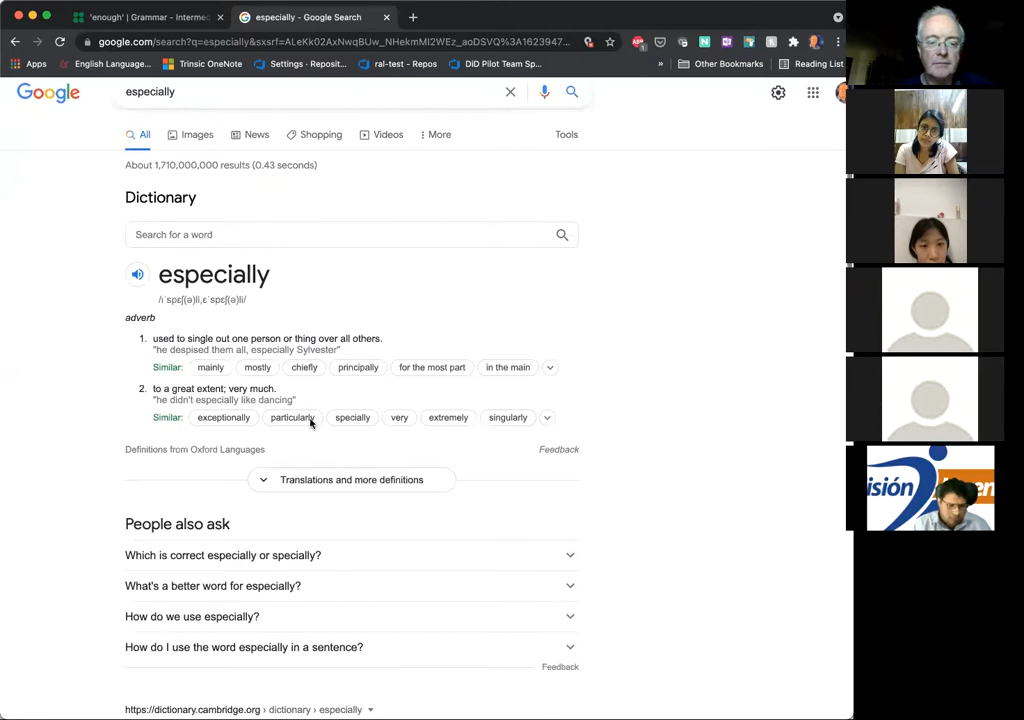 'enough' | Grammar - Intermed
especially - Google Search
google.com/search?q=especially&sxsrf=ALeKk02AxNwqBUw_NHekmMI2WEz_aoDSVQ%3A1623947...
Apps
English Language...
Trinsic OneNote
Settings · Reposit...
ral-test - Repos
DiD Pilot Team Sp...
»
Other Bookmarks
Reading List
Google
especially
All
Images
News
Shopping
Videos
More
Tools
About 1,710,000,000 results (0.43 seconds)
Dictionary
Search for a word
especially
/ɪˈspɛʃ(ə)li,ɛˈspɛʃ(ə)li/
adverb
1. used to single out one person or thing over all others.
"he despised them all, especially Sylvester"
Similar: mainly mostly chiefly principally for the most part in the main
2. to a great extent; very much.
"he didn't especially like dancing"
Similar: exceptionally particularly specially very extremely singularly
Definitions from Oxford Languages
Feedback
Translations and more definitions
People also ask
Which is correct especially or specially?
What's a better word for especially?
How do we use especially?
How do I use the word especially in a sentence?
Feedback
https://dictionary.cambridge.org › dictionary › especially
isión